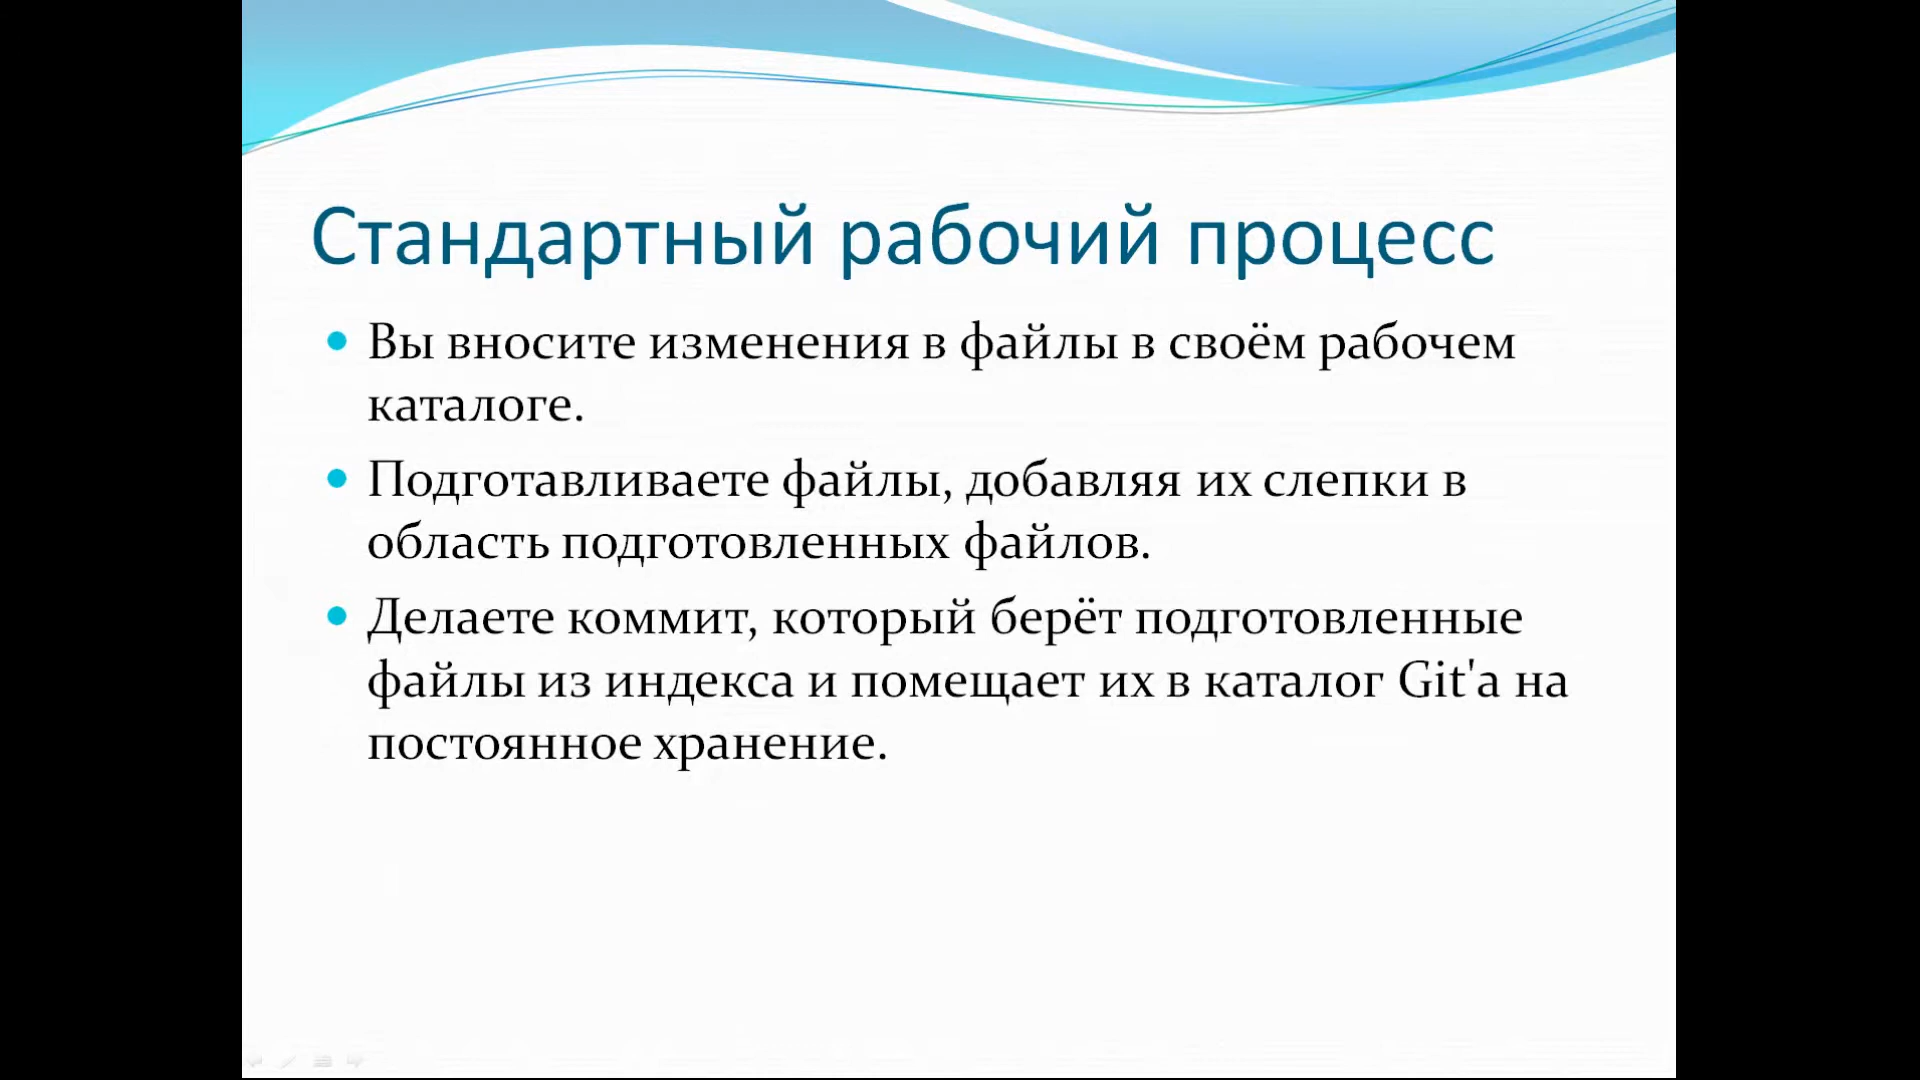 Стандартный рабочий процесс
Вы вносите изменения в файлы в своём рабочем
каталоге.
Подготавливаете файлы, добавляя их слепки в
область подготовленных файлов.
Делаете коммит, который берёт подготовленные
файлы из индекса и помещает их в каталог Git'а на
постоянное хранение.